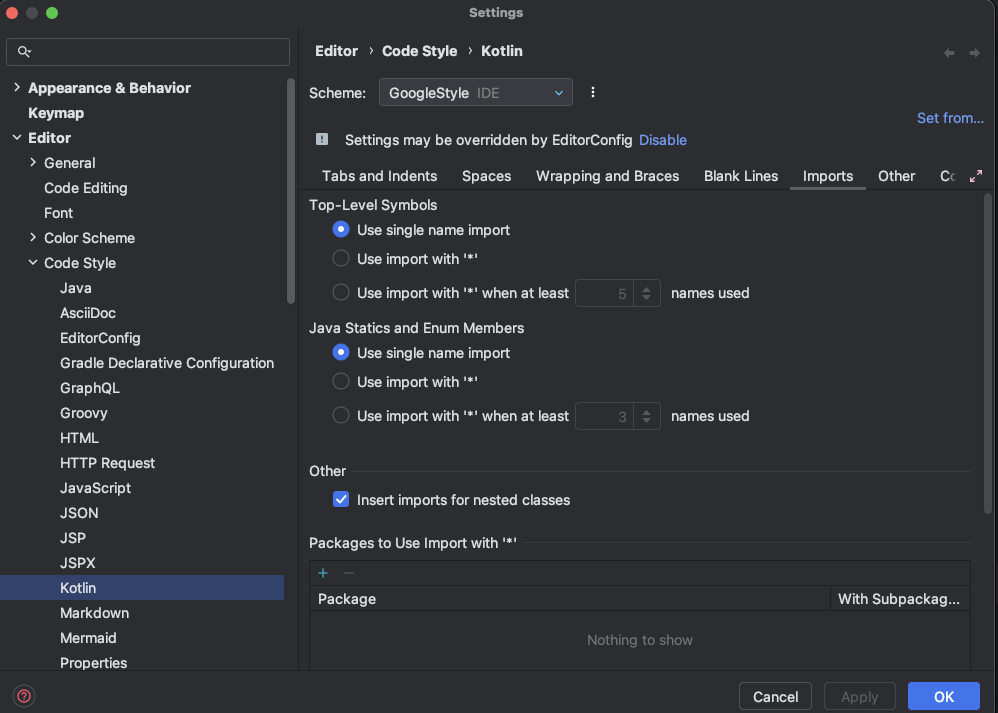 Settings
Editor › Code Style › Kotlin
Scheme: GoogleStyle IDE
Set from...
Settings may be overridden by EditorConfig Disable
Tabs and Indents Spaces Wrapping and Braces Blank Lines Imports Other
Top-Level Symbols
Use single name import
Use import with '*'
Use import with '*' when at least 5 names used
Java Statics and Enum Members
Use single name import
Use import with '*'
Use import with '*' when at least 3 names used
Other
Insert imports for nested classes
Packages to Use Import with '*'
Package With Subpackag...
Nothing to show
Appearance & Behavior
Keymap
Editor
General
Code Editing
Font
Color Scheme
Code Style
Java
AsciiDoc
EditorConfig
Gradle Declarative Configuration
GraphQL
Groovy
HTML
HTTP Request
JavaScript
JSON
JSP
JSPX
Kotlin
Markdown
Mermaid
Properties
Cancel Apply OK